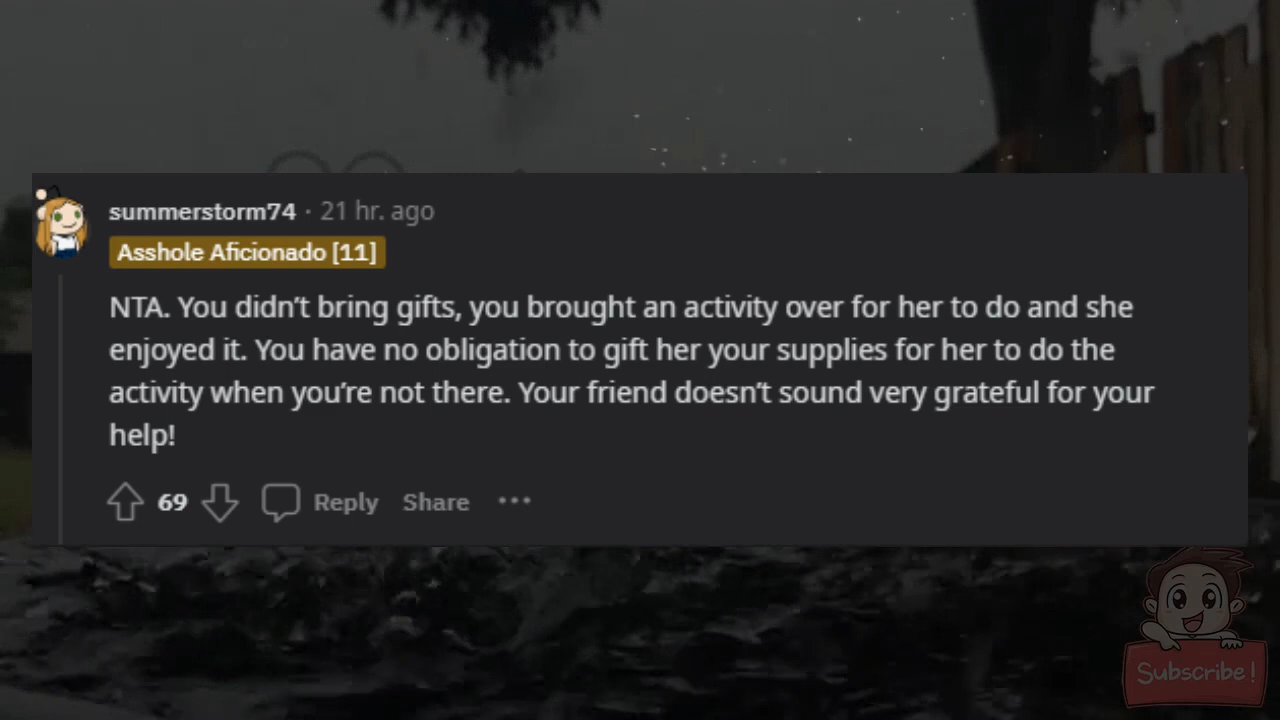 summerstorm74 · 21 hr. ago
Asshole Aficionado [11]
NTA. You didn’t bring gifts, you brought an activity over for her to do and she
enjoyed it. You have no obligation to gift her your supplies for her to do the
activity when you’re not there. Your friend doesn’t sound very grateful for your
help!
69 Reply Share ···
Subscribe!